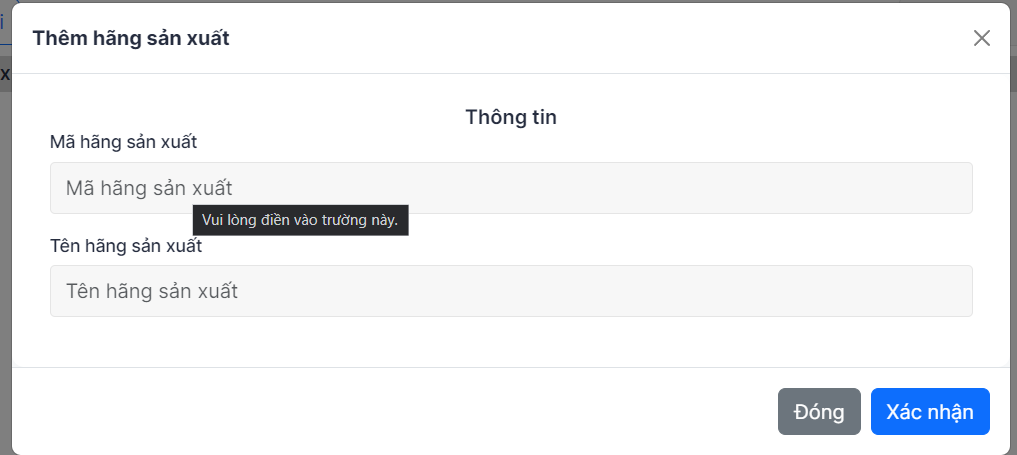 i
Thêm hãng sản xuất
X
Thông tin
Mã hãng sản xuất
Mã hãng sản xuất
Vui lòng điền vào trường này.
Tên hãng sản xuất
Tên hãng sản xuất
Đóng
Xác nhận